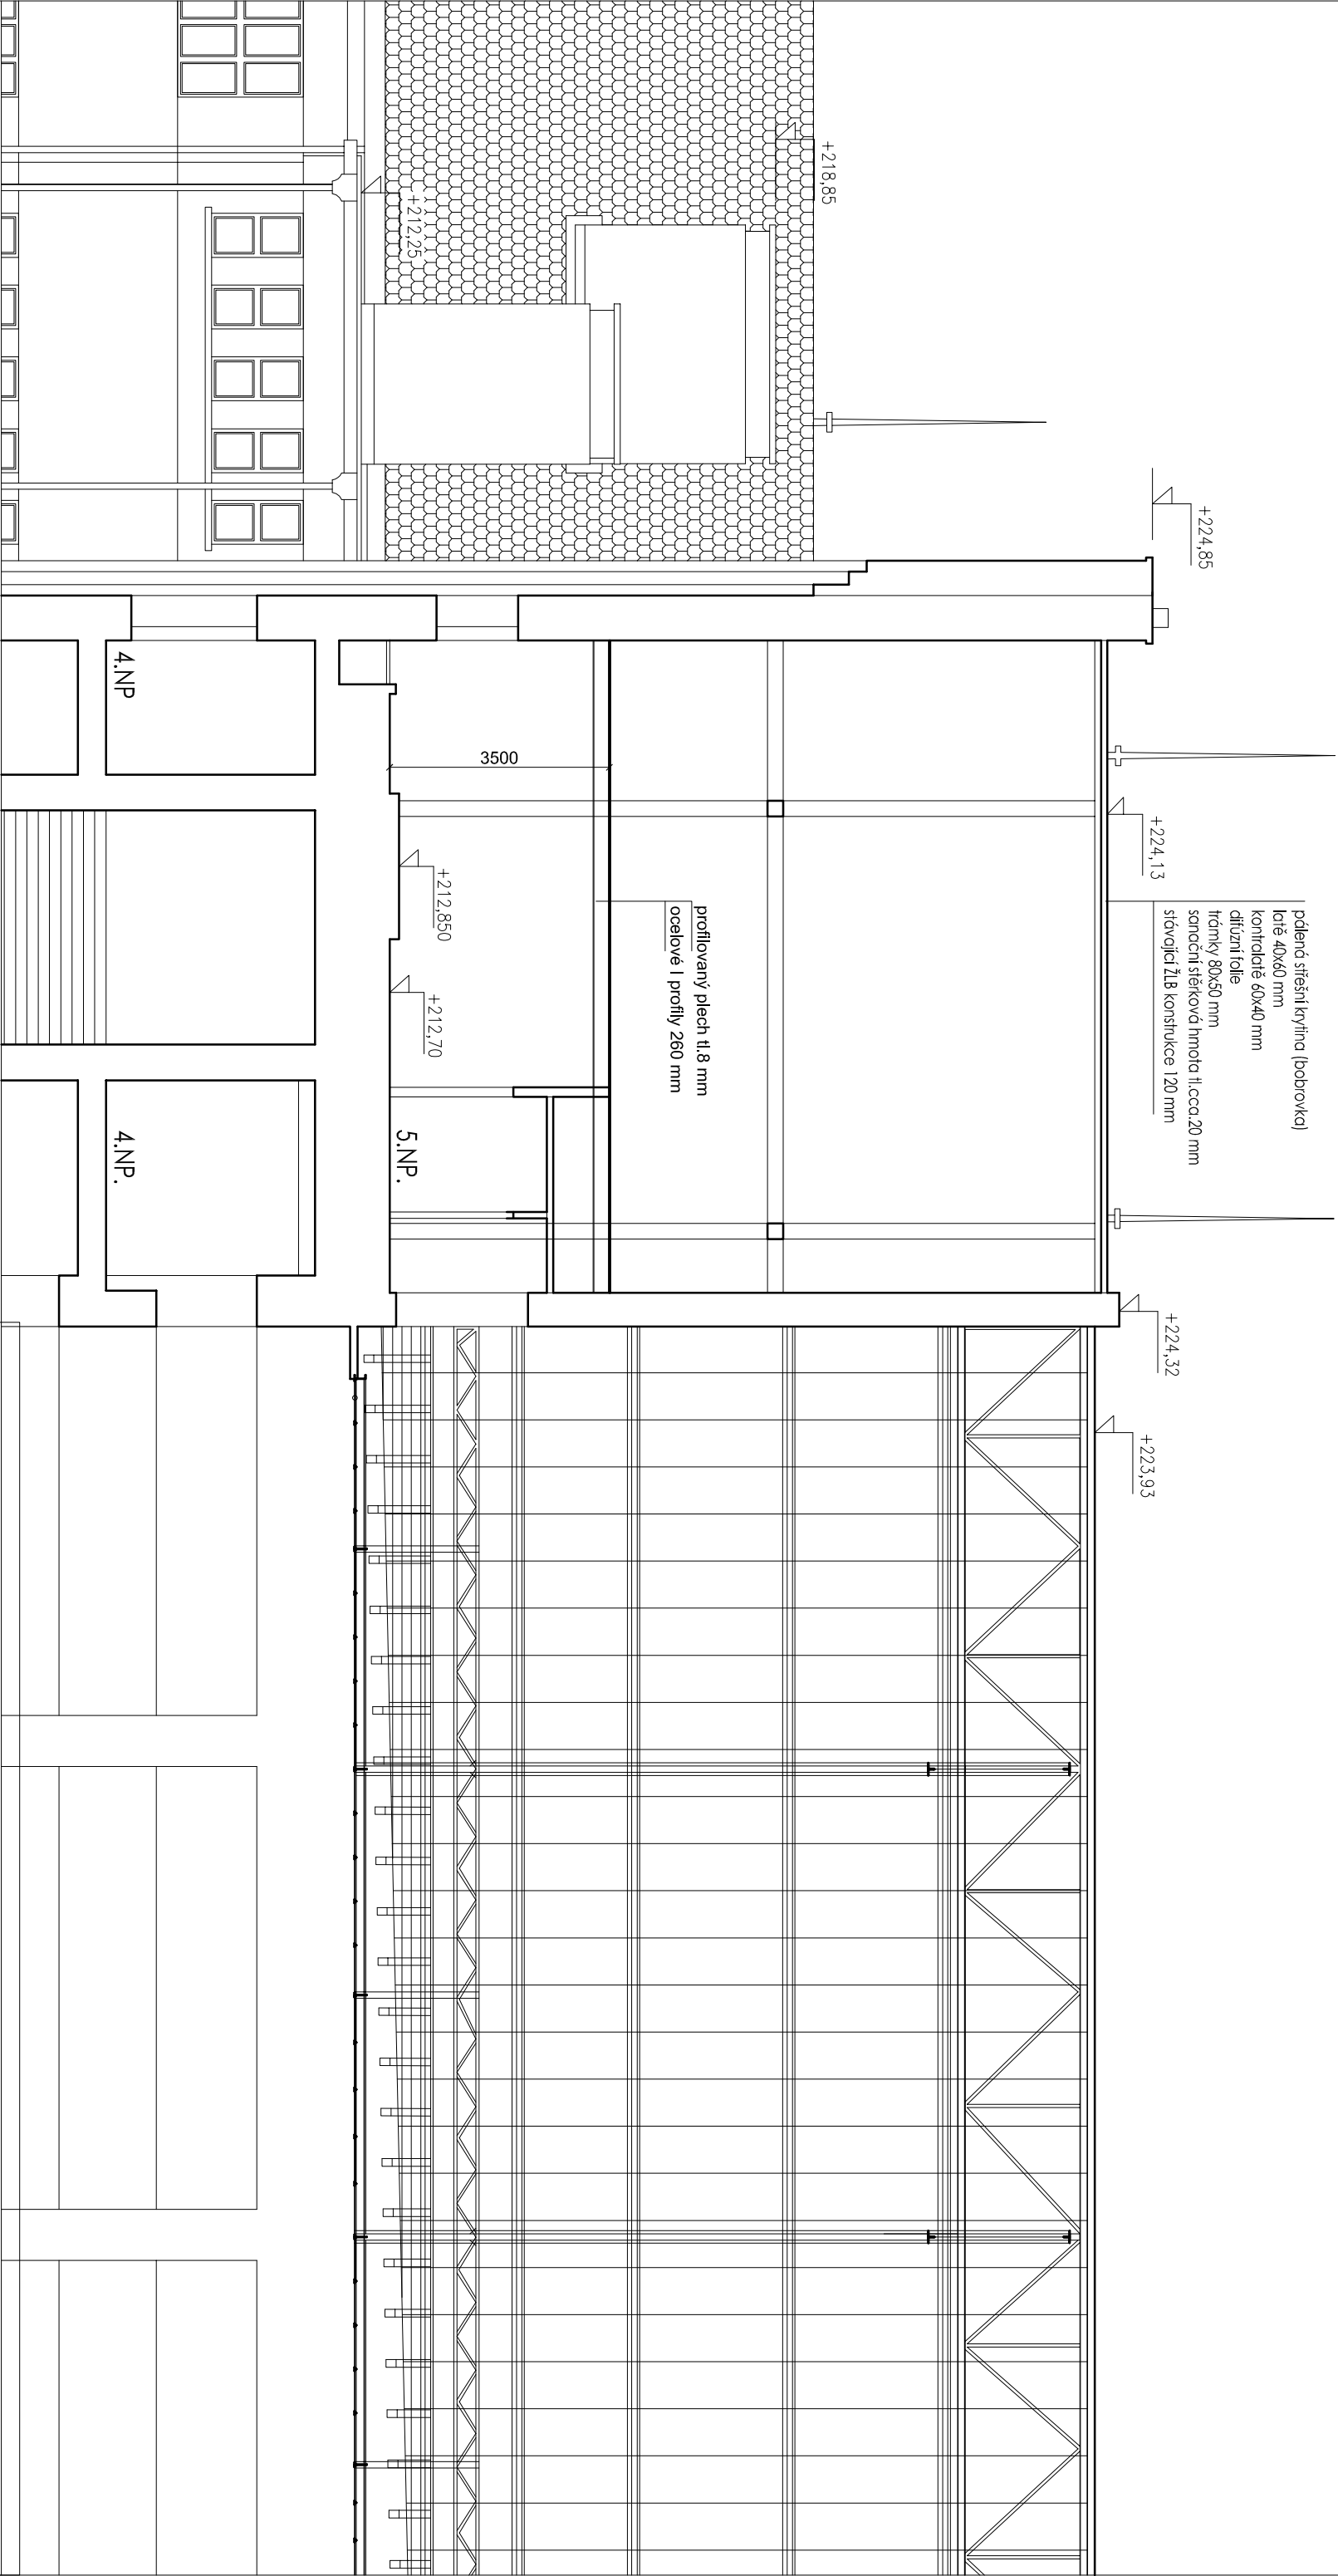 +218,85
+212,25
+224,85
4.NP
3500
+224,13
pálená střešní krytina (bobrovka)
latě 40x60 mm
kontralatě 60x40 mm
difúzní folie
trámky 80x50 mm
sanační stěrková hmota tl.cca.20 mm
stávající ŽLB konstrukce 120 mm
+212,850
profilovaný plech tl.8 mm
ocelové I profily 260 mm
+212,70
5.NP.
4.NP.
+224,32
+223,93